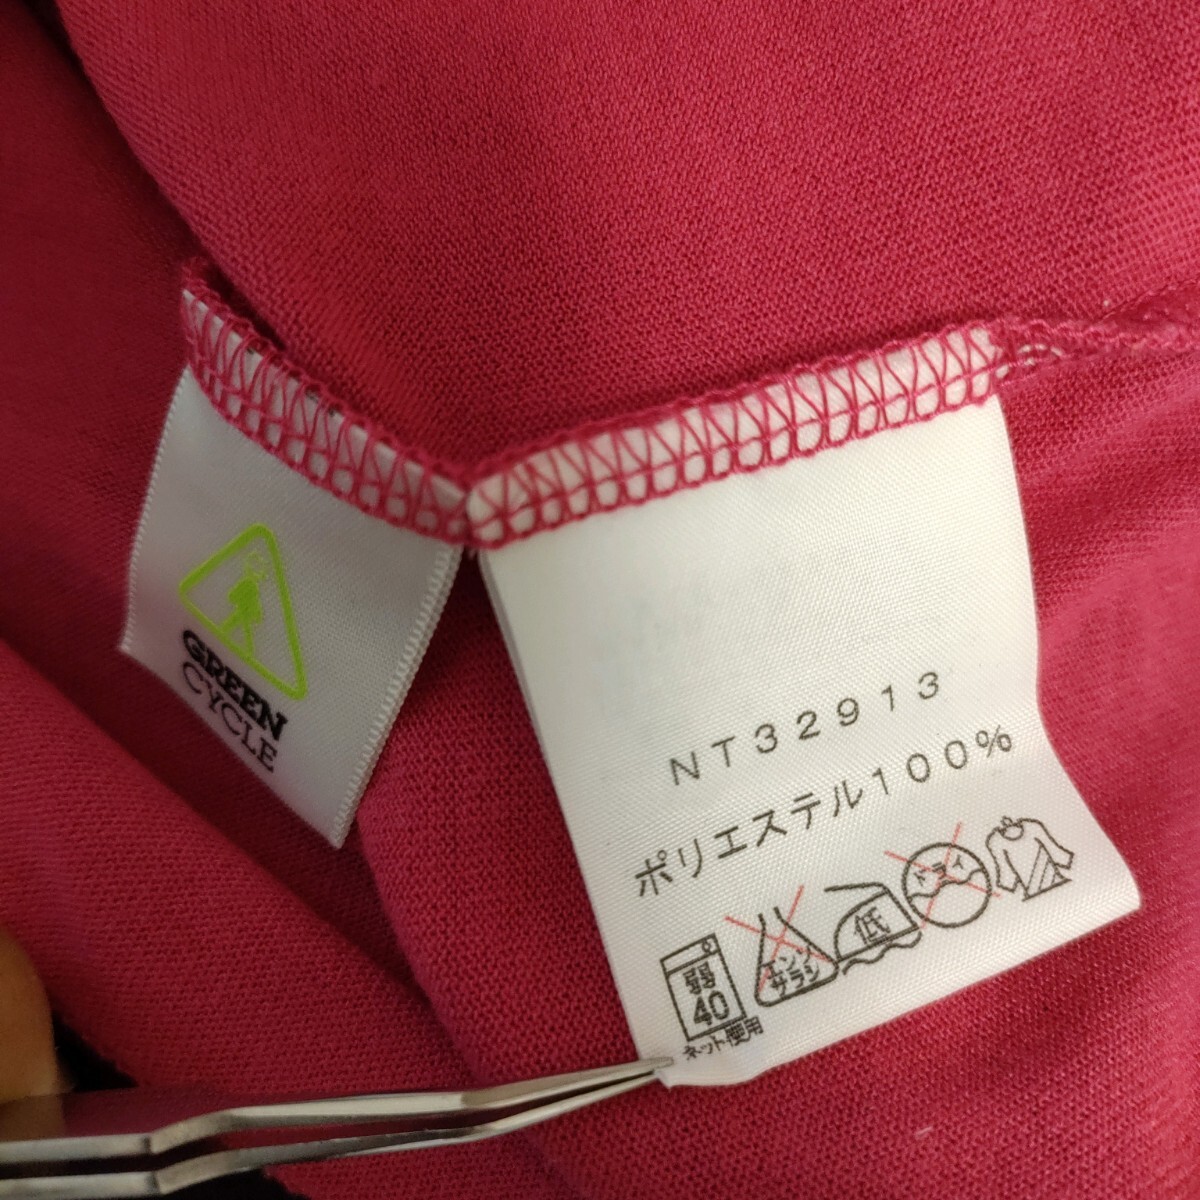 GREEN
CYCLE
NT32913
ポリエステル100%
弱
40
ネット使用
エンソ
サラシ
低
ドライ